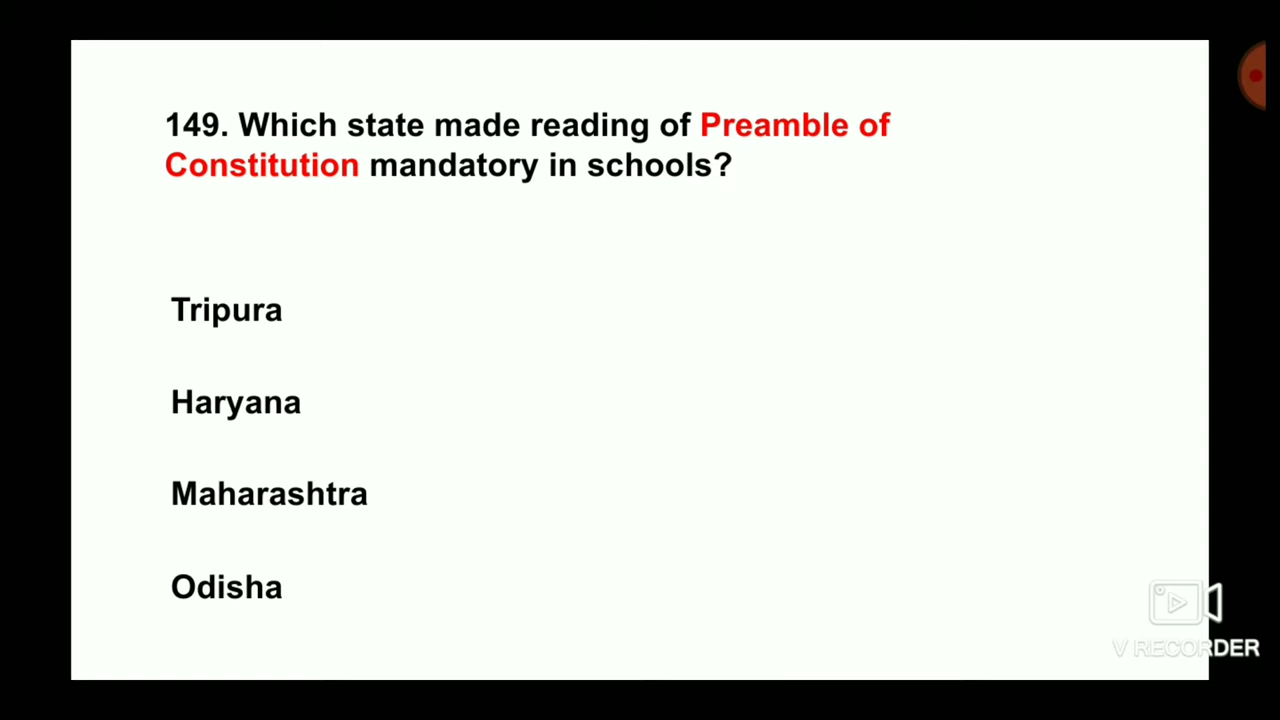 149. Which state made reading of Preamble of
Constitution mandatory in schools?
Tripura
Haryana
Maharashtra
Odisha
V RECORDER